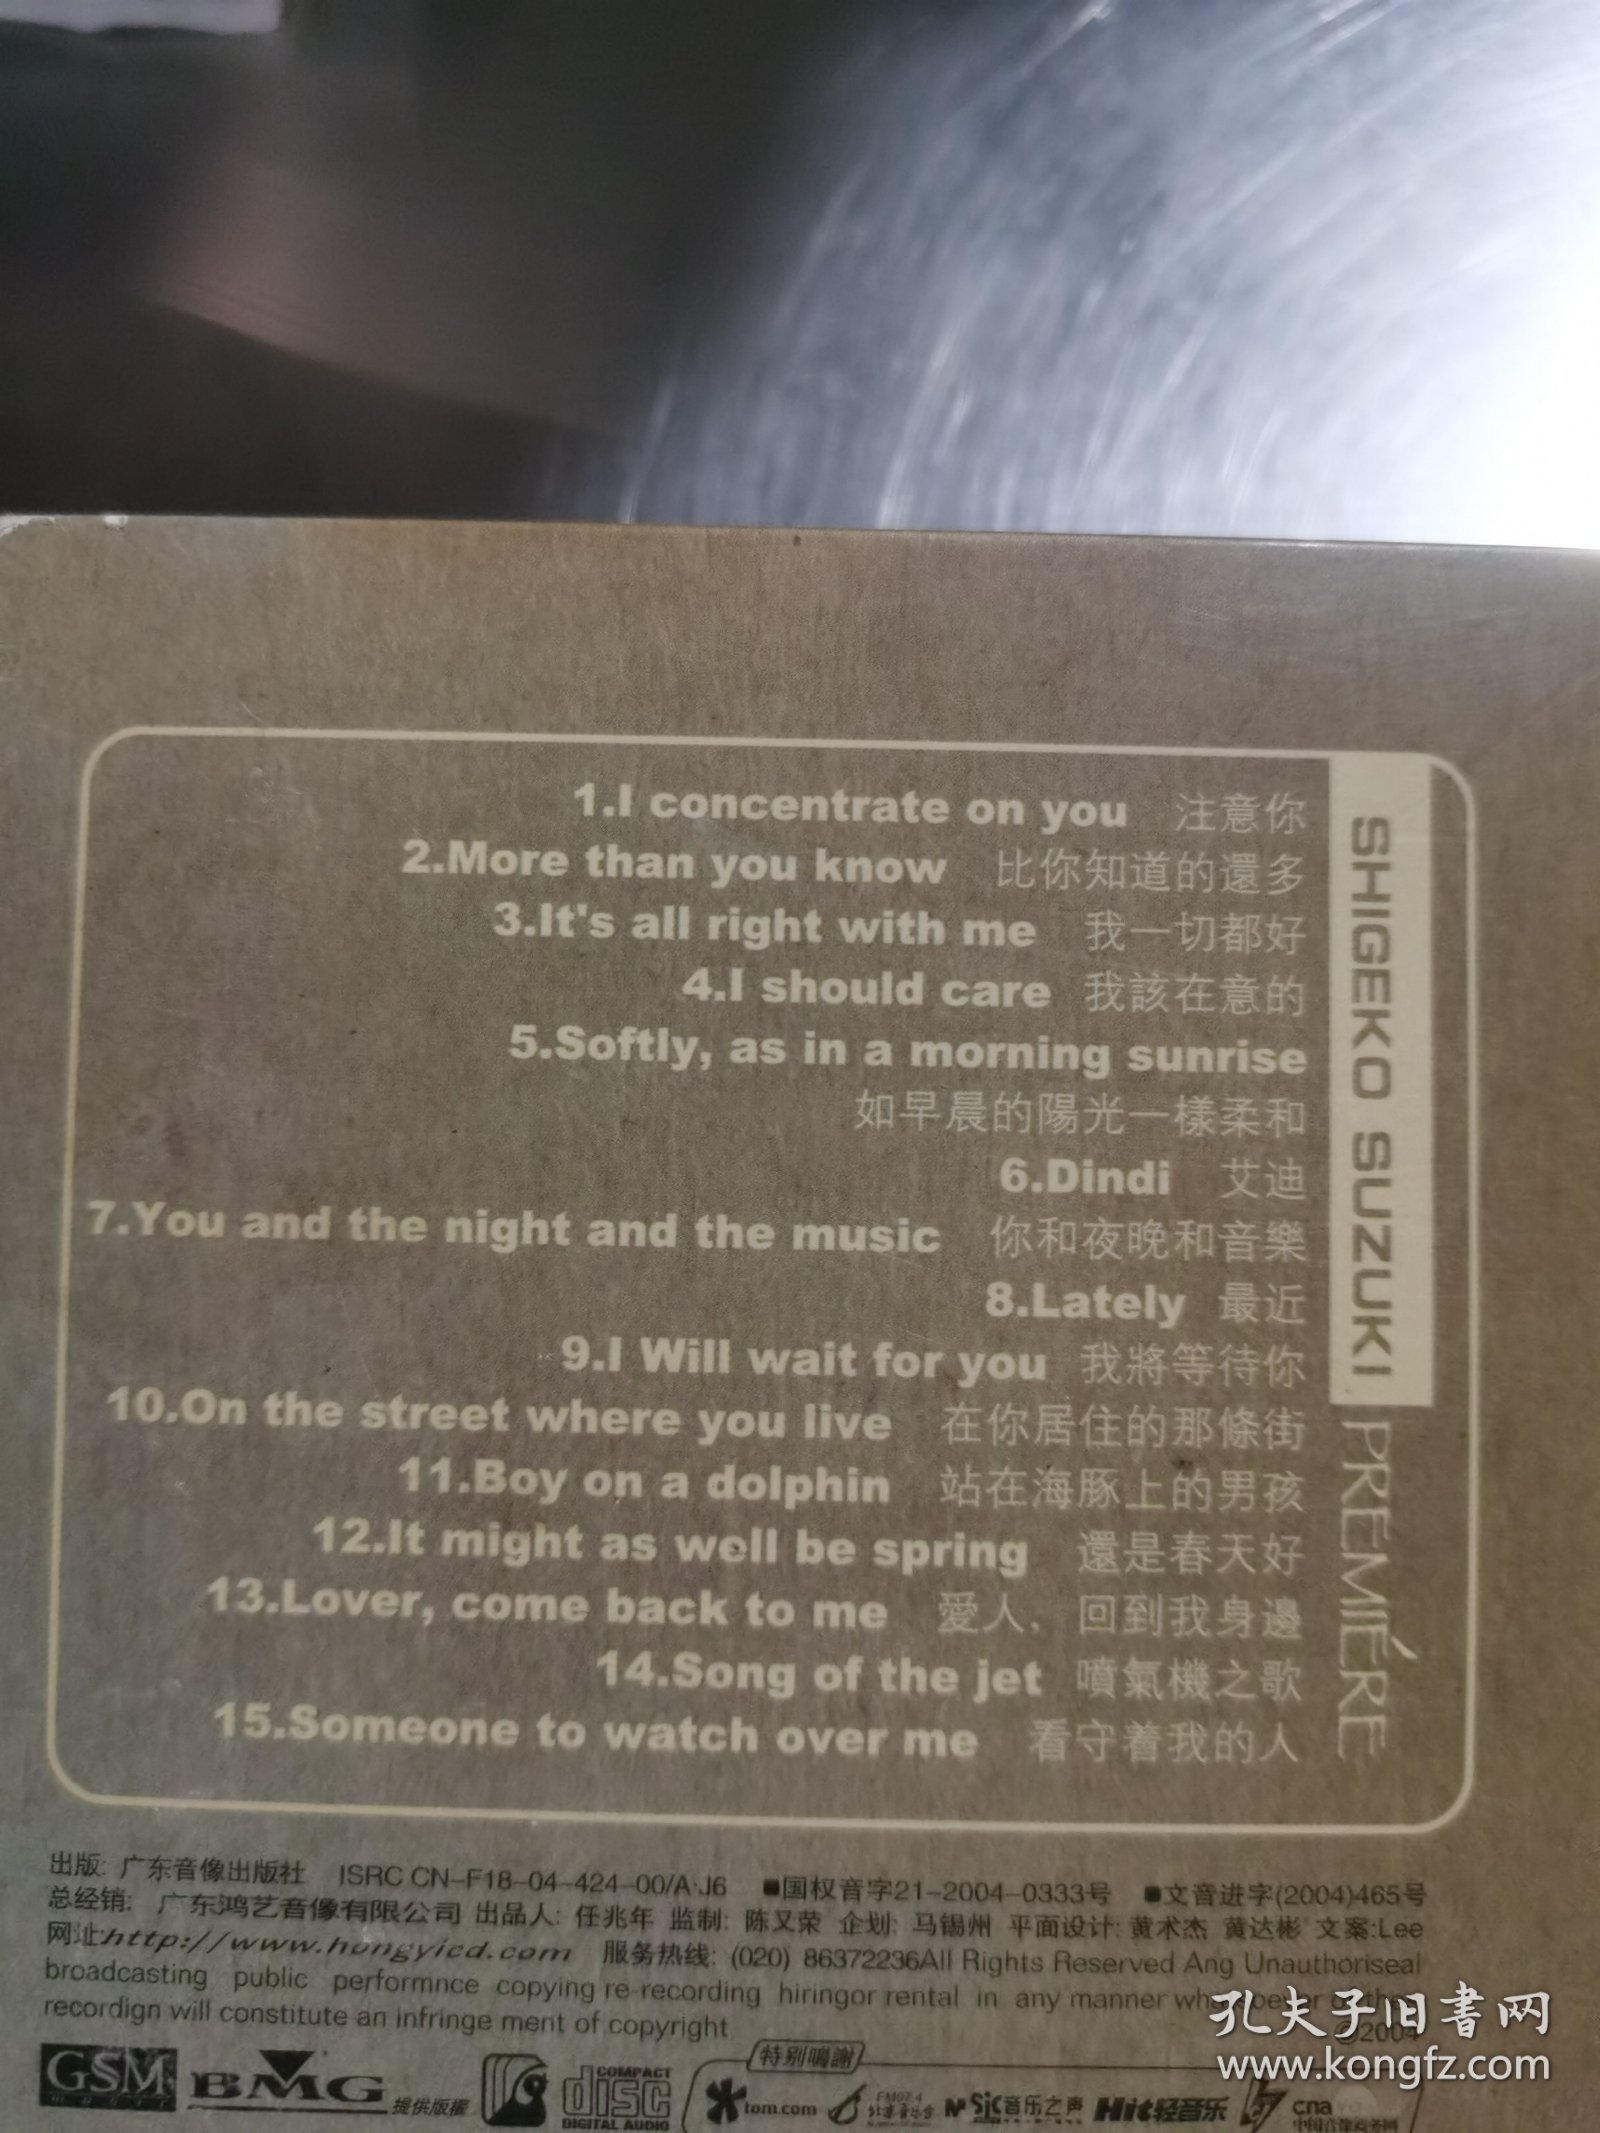 1.I concentrate on you 注意你
2.More than you know 比你知道的還多
3.It's all right with me 我一切都好
4.I should care 我該在意的
5.Softly, as in a morning sunrise
如早晨的陽光一樣柔和
6.Dindi 艾迪
7.You and the night and the music 你和夜晚和音樂
8.Lately 最近
9.I Will wait for you 我將等待你
10.On the street where you live 在你居住的那條街
11.Boy on a dolphin 站在海豚上的男孩
12.It might as well be spring 還是春天好
13.Lover, come back to me 愛人，回到我身邊
14.Song of the jet 噴氣機之歌
15.Someone to watch over me 看守着我的人
SHIGEKO SUZUKI PREMIÉRE
出版: 广东音像出版社 ISRC CN-F18-04-424-00/A·J6 ■国权音字21-2004-0333号 ■文音进字(2004)465号
总经销: 广东鸿艺音像有限公司 出品人: 任兆年 监制: 陈又荣 企划: 马锡州 平面设计: 黄术杰 黄达彬 文案:Lee
网址:http://www.hongyicd.com 服务热线: (020) 86372236All Rights Reserved Ang Unauthoriseal
broadcasting public performnce copying re-recording hiringor rental in any manner
recordign will constitute an infringe ment of copyright
©2004
孔夫子旧書网
www.kongfz.com
GSM
BMG 提供版權
COMPACT
disc
DIGITAL AUDIO
特别鳴謝
tom.com
FM97.4
SjC音乐之声
Hit轻音乐
cna